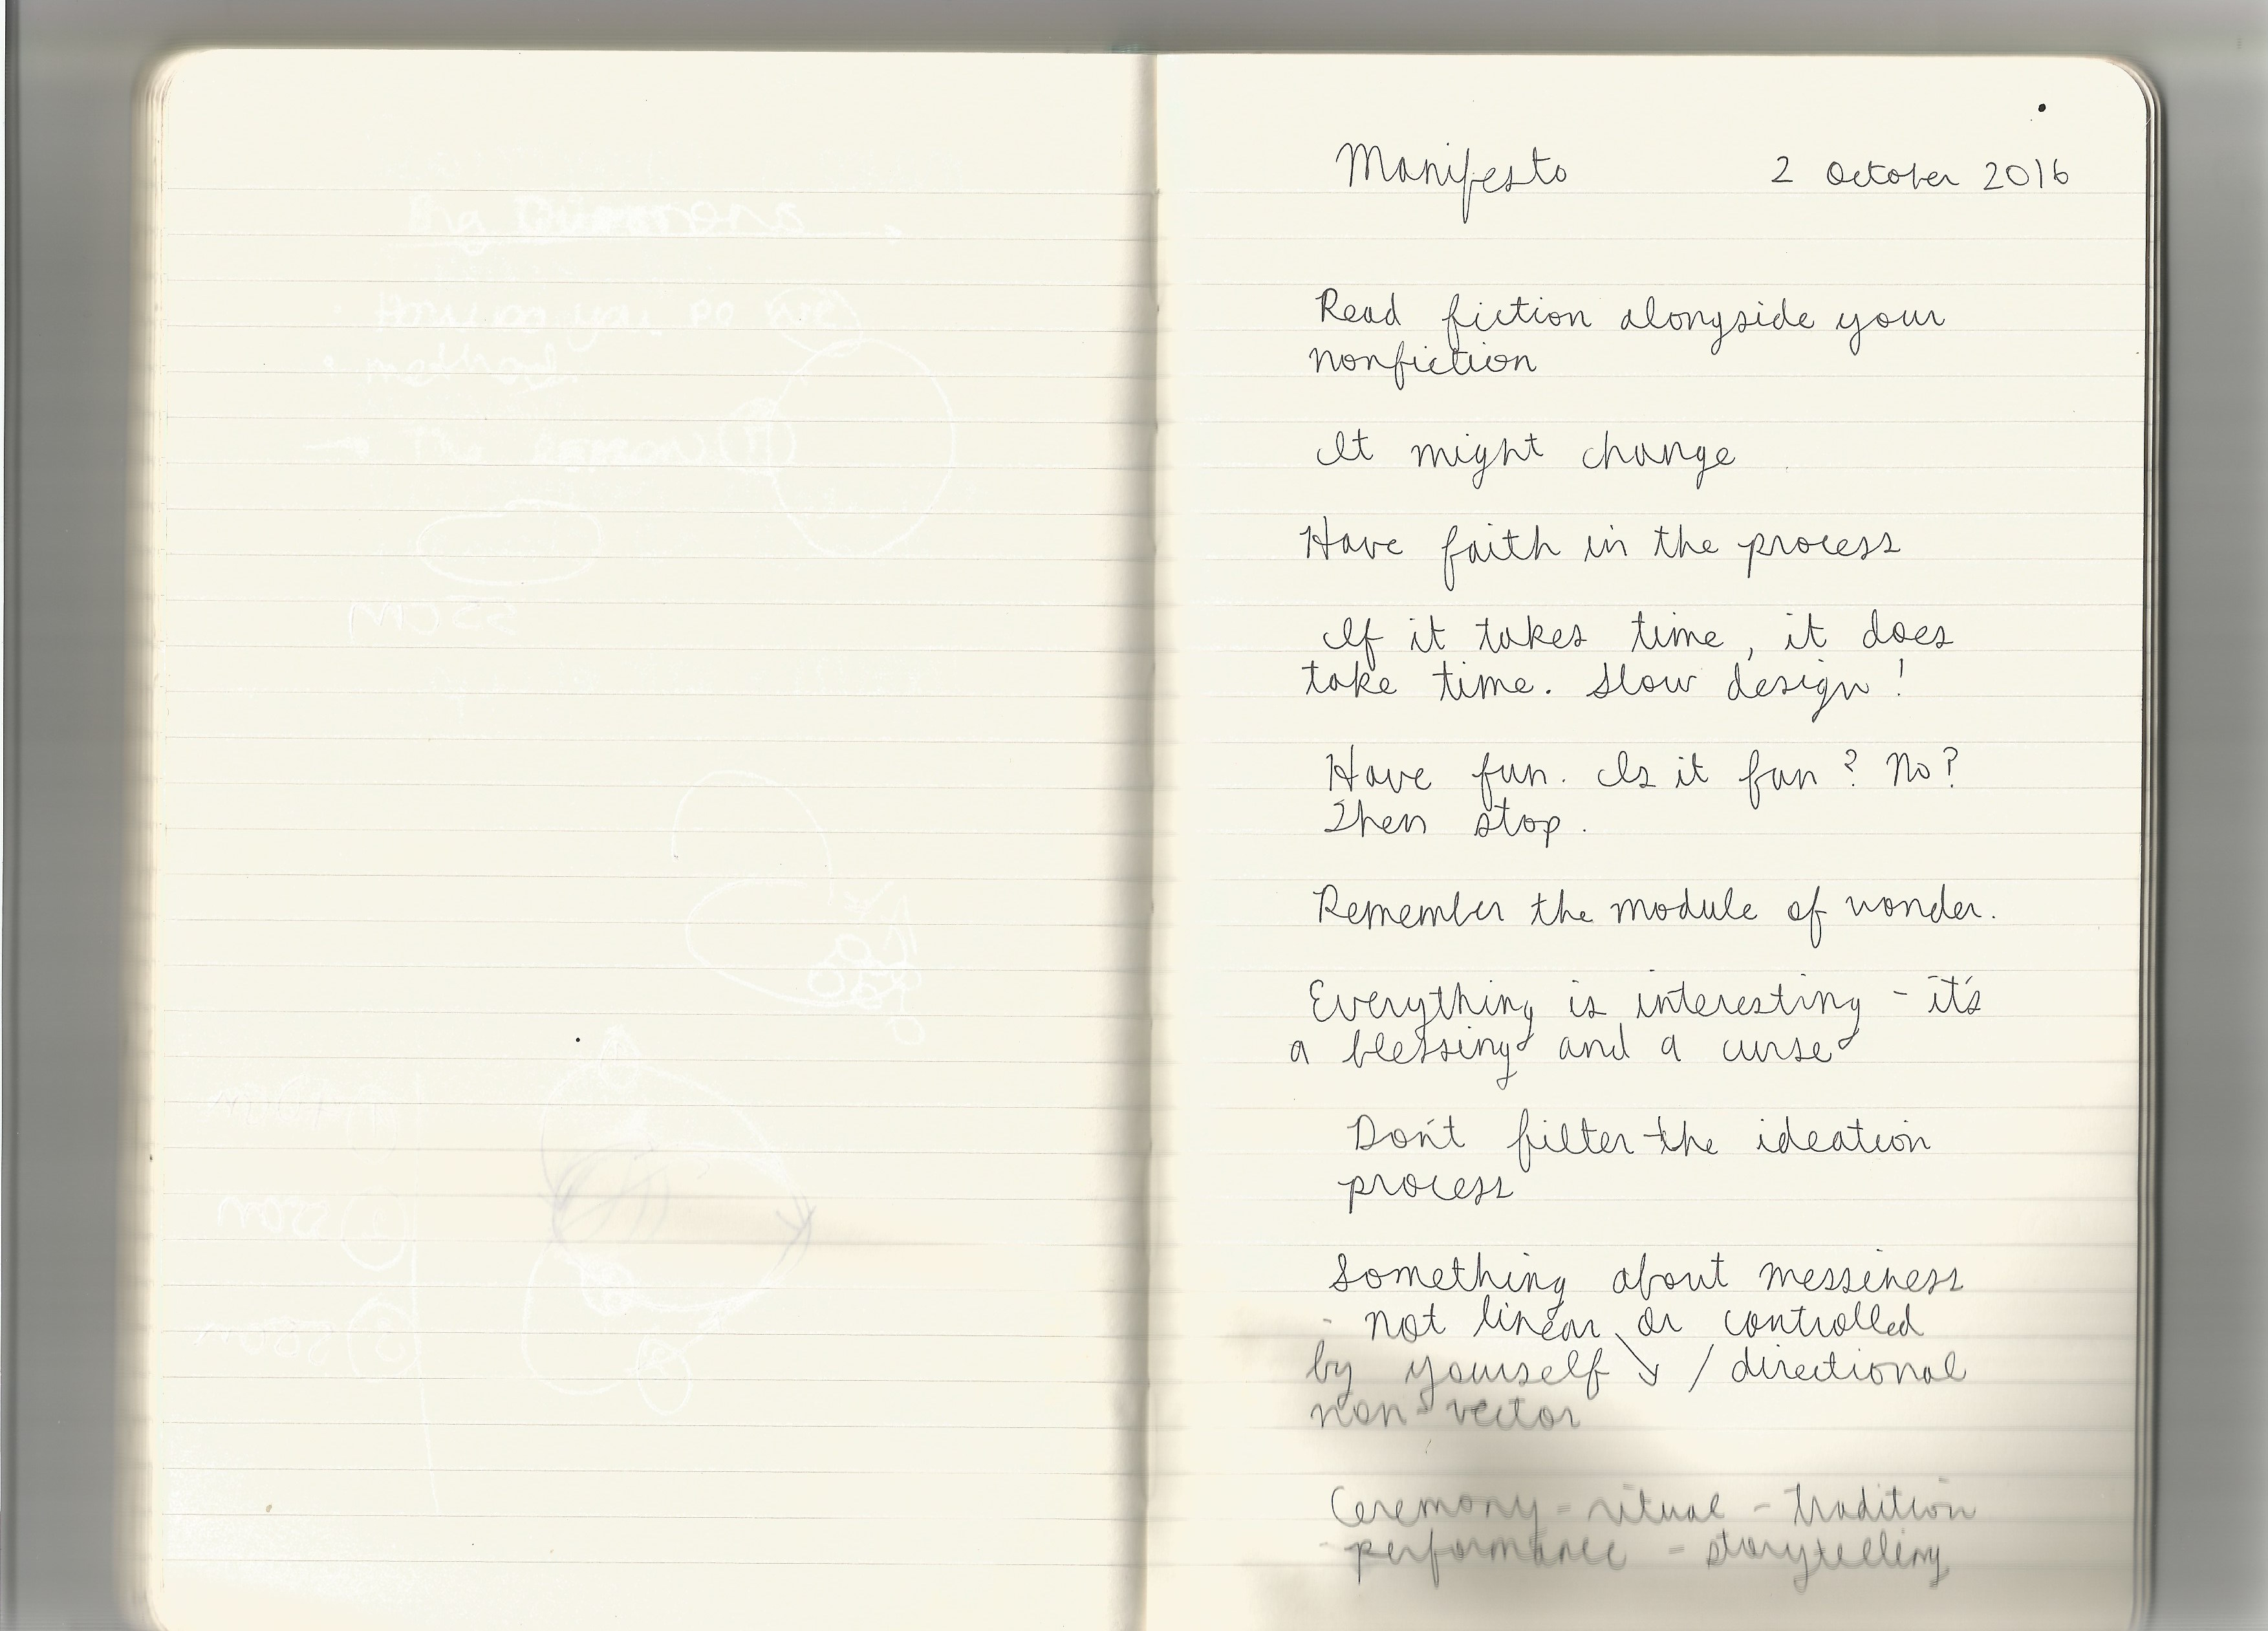 Manifesto 2 October 2016
Read fiction alongside your
nonfiction
It might change
Have faith in the process
If it takes time, it does
take time. Slow design!
Have fun. Is it fun? No?
Then stop.
Remember the module of wonder.
Everything is interesting - it's
a blessing and a curse
Don't filter the ideation
process
Something about messiness
- not linear or controlled
by yourself ↘ / directional
non-vector
Ceremony - ritual - tradition
- performance - storytelling